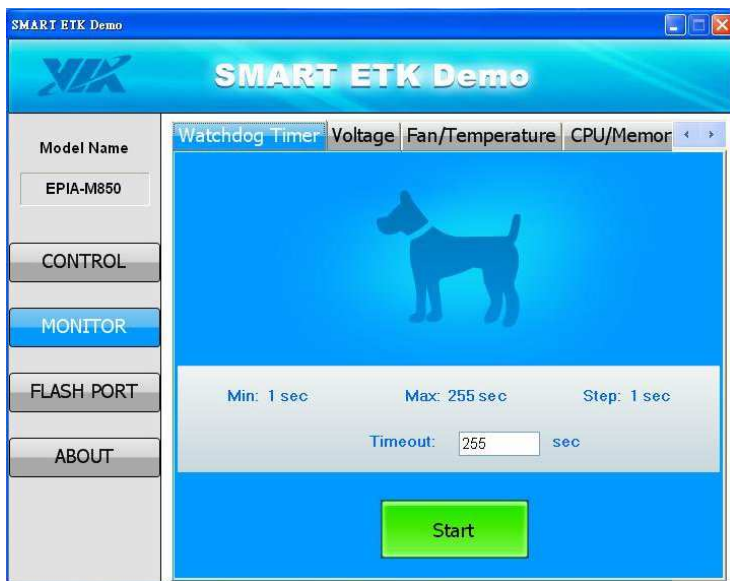 SMART ETK Demo
VIA
SMART ETK Demo
Model Name
EPIA-M850
CONTROL
MONITOR
FLASH PORT
ABOUT
Watchdog Timer Voltage Fan/Temperature CPU/Memor
Min: 1 sec Max: 255 sec Step: 1 sec
Timeout: 255 sec
Start